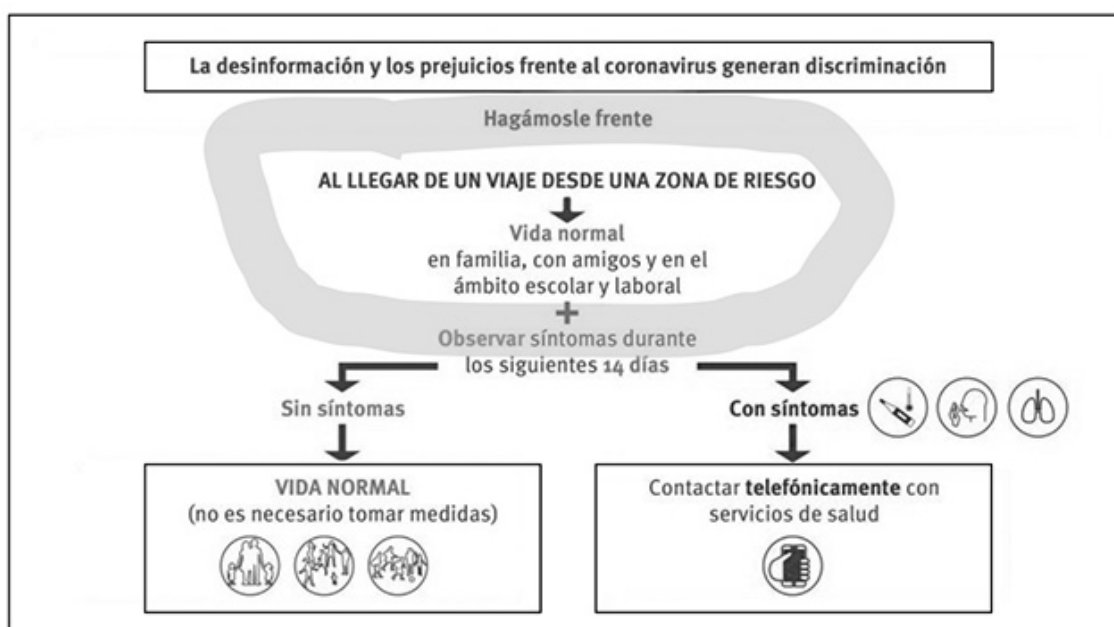 La desinformación y los prejuicios frente al coronavirus generan discriminación
Hagámosle frente
AL LLEGAR DE UN VIAJE DESDE UNA ZONA DE RIESGO
Vida normal
en familia, con amigos y en el
ámbito escolar y laboral
+
Observar síntomas durante
los siguientes 14 días
Sin síntomas
Con síntomas
VIDA NORMAL
(no es necesario tomar medidas)
Contactar telefónicamente con
servicios de salud